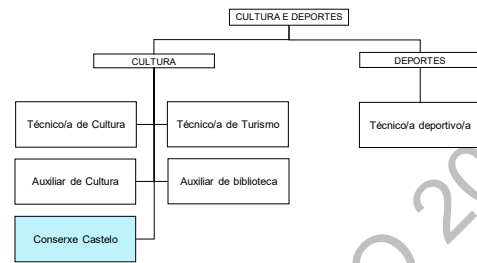 CULTURA E DEPORTES
CULTURA
DEPORTES
Técnico/a de Cultura
Técnico/a de Turismo
Técnico/a deportivo/a
Auxiliar de Cultura
Auxiliar de biblioteca
Conserxe Castelo
O 20